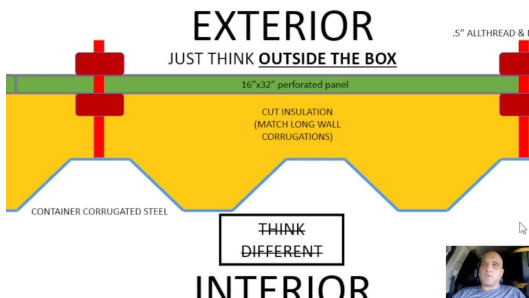 EXTERIOR
.5" ALLTHREAD &
JUST THINK OUTSIDE THE BOX
16"x32" perforated panel
CUT INSULATION
(MATCH LONG WALL
CORRUGATIONS)
CONTAINER CORRUGATED STEEL
THINK
DIFFERENT
INTERIOR